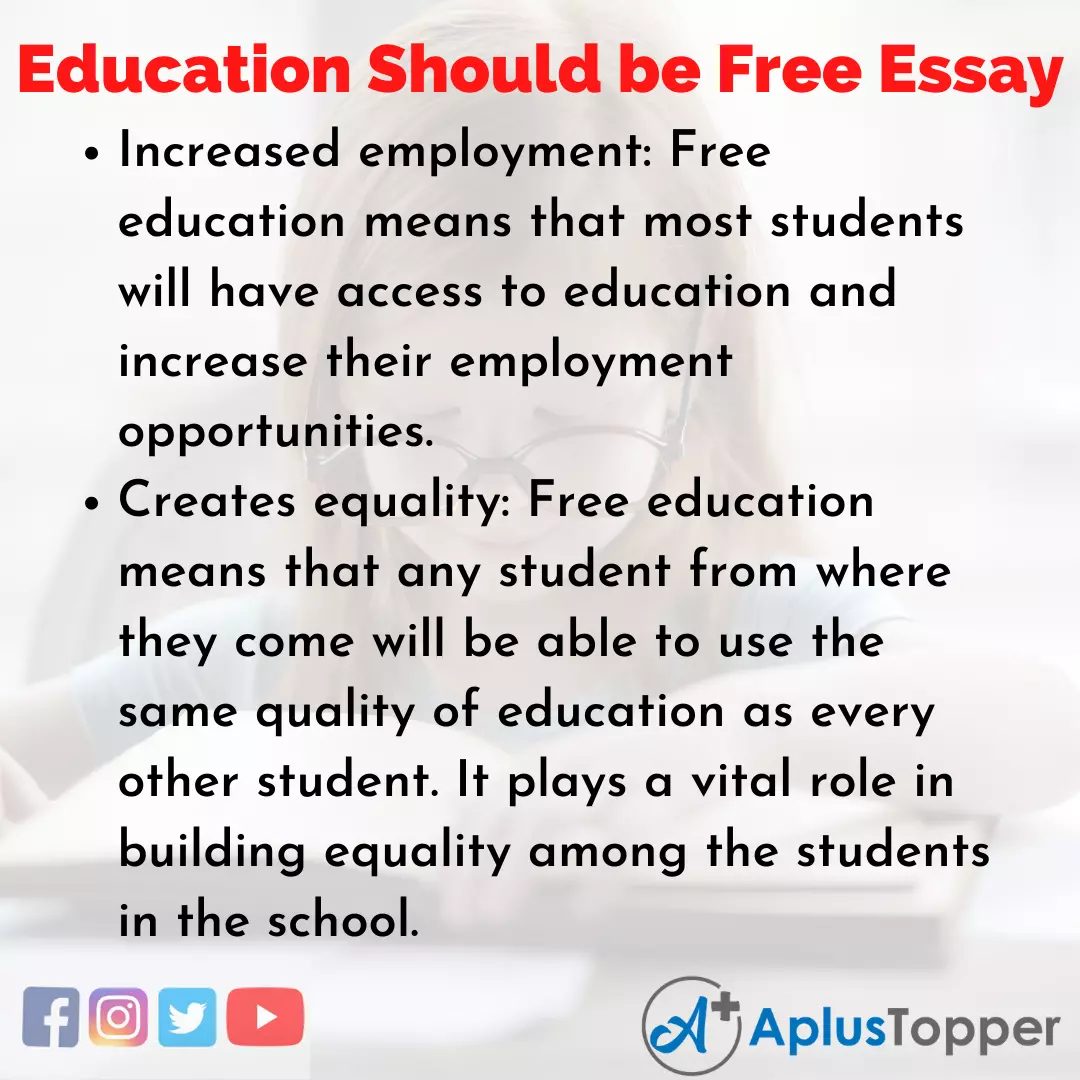 Education Should be Free Essay
• Increased employment: Free
education means that most students
will have access to education and
increase their employment
opportunities.
• Creates equality: Free education
means that any student from where
they come will be able to use the
same quality of education as every
other student. It plays a vital role in
building equality among the students
in the school.
A+ AplusTopper